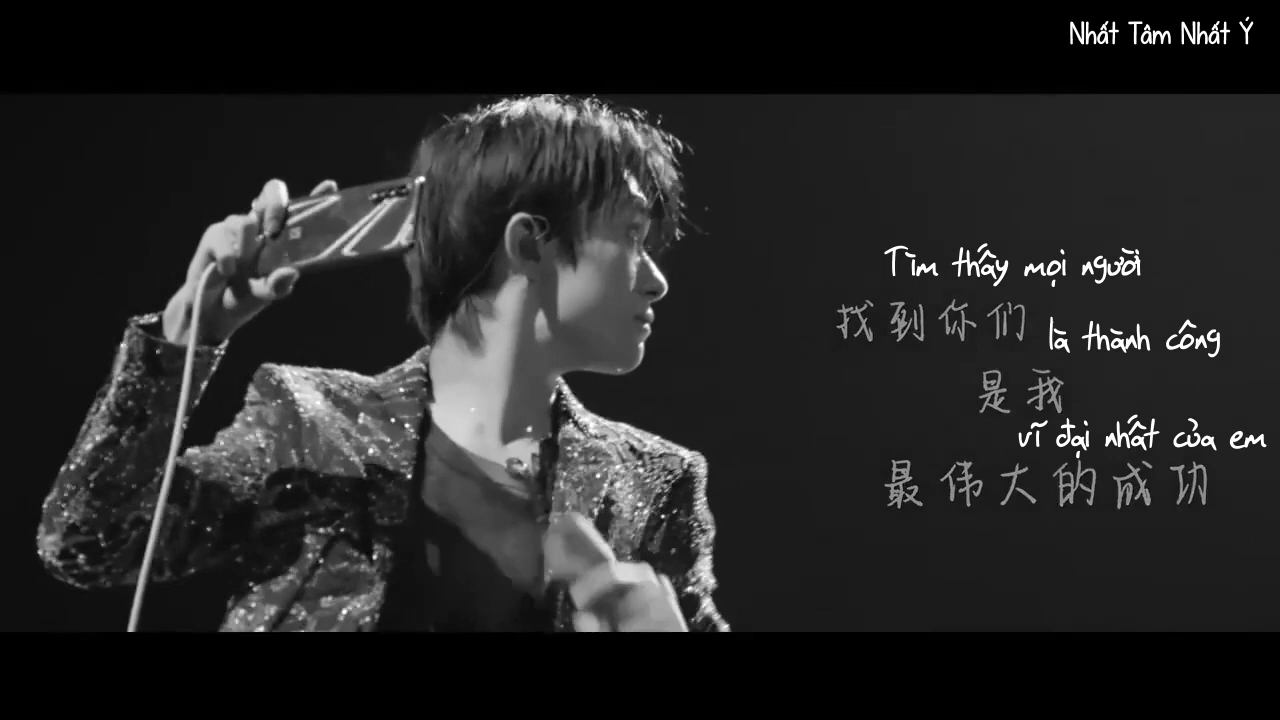 Nhất Tâm Nhất Ý
Tìm thấy mọi người
找到你们
là thành công
是我
vĩ đại nhất của em
最伟大的成功